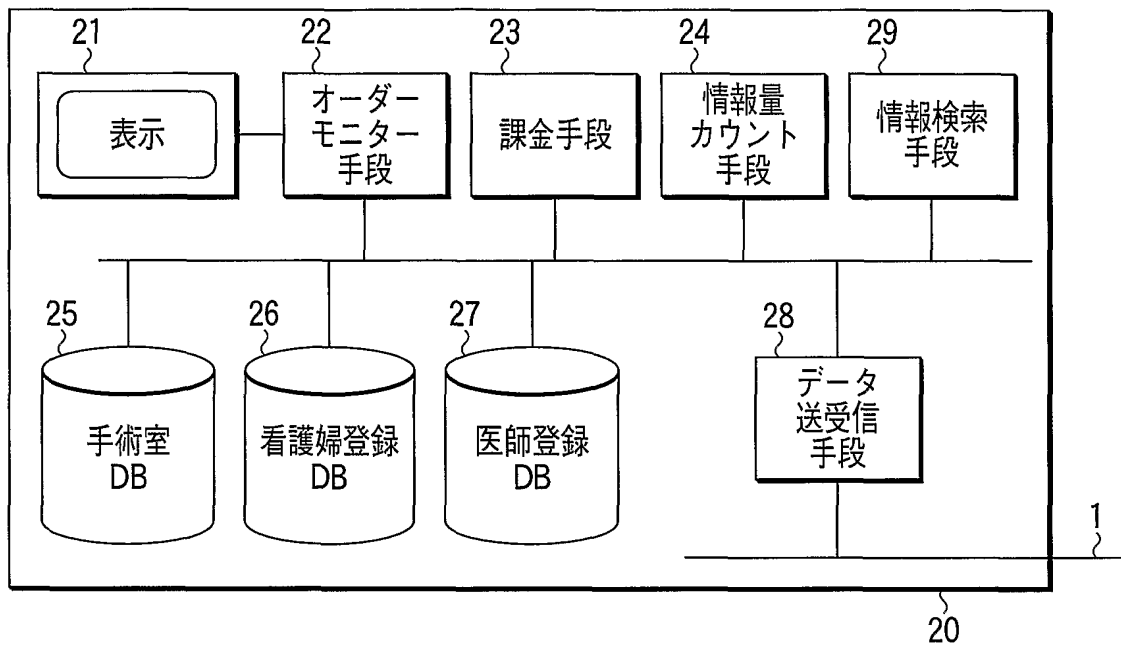 21
22
23
24
29
表示
オーダー
モニター
手段
課金手段
情報量
カウント
手段
情報検索
手段
25
26
27
28
手術室
DB
看護婦登録
DB
医師登録
DB
データ
送受信
手段
1
20